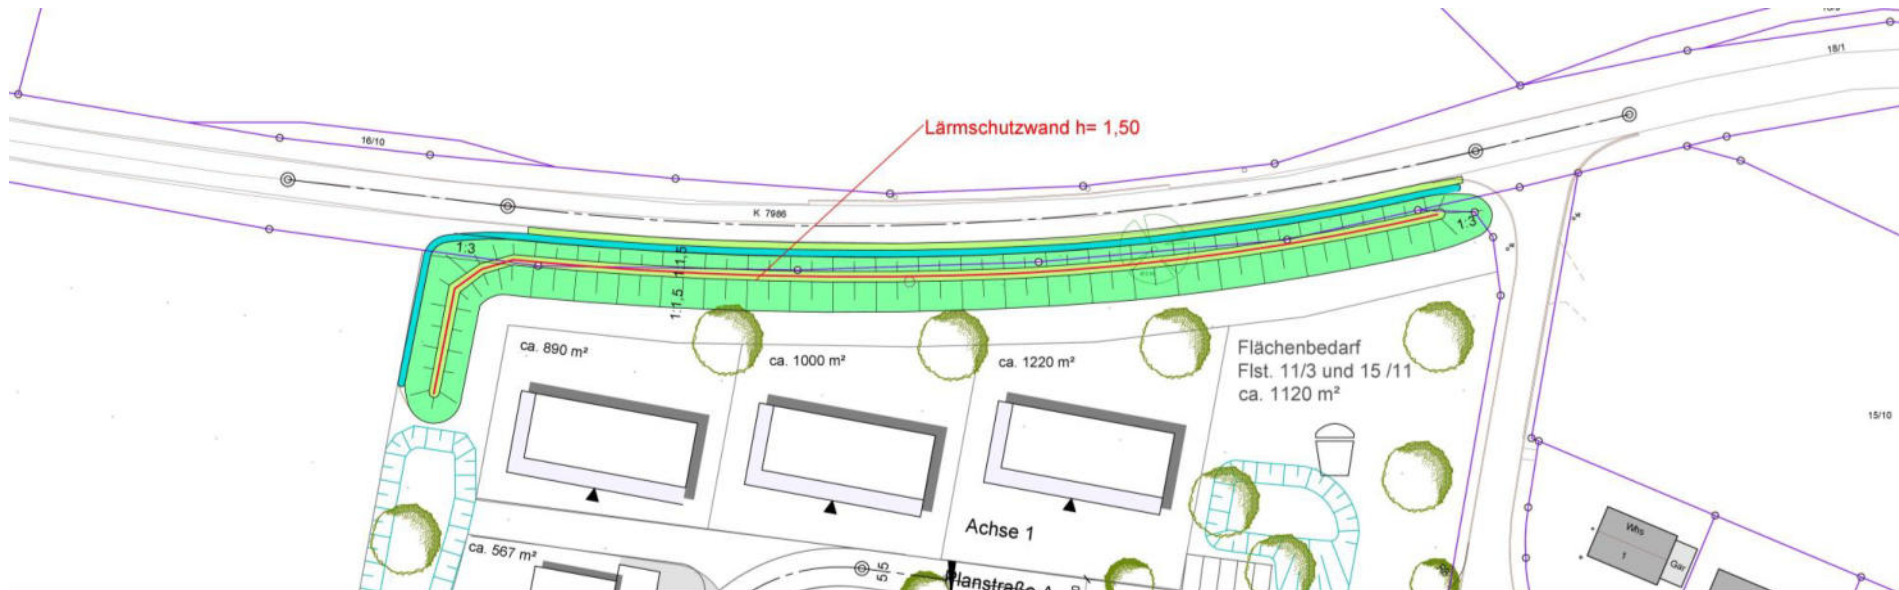 18/1
Lärmschutzwand h= 1,50
16/10
K 7986
1:3
1:3
1:1,5
1:1,5
ca. 890 m²
ca. 1000 m²
ca. 1220 m²
Flächenbedarf
Flst. 11/3 und 15 /11
ca. 1120 m²
15/10
Achse 1
Whs
1
Gar
ca. 567 m²
5,5
Planstraße A